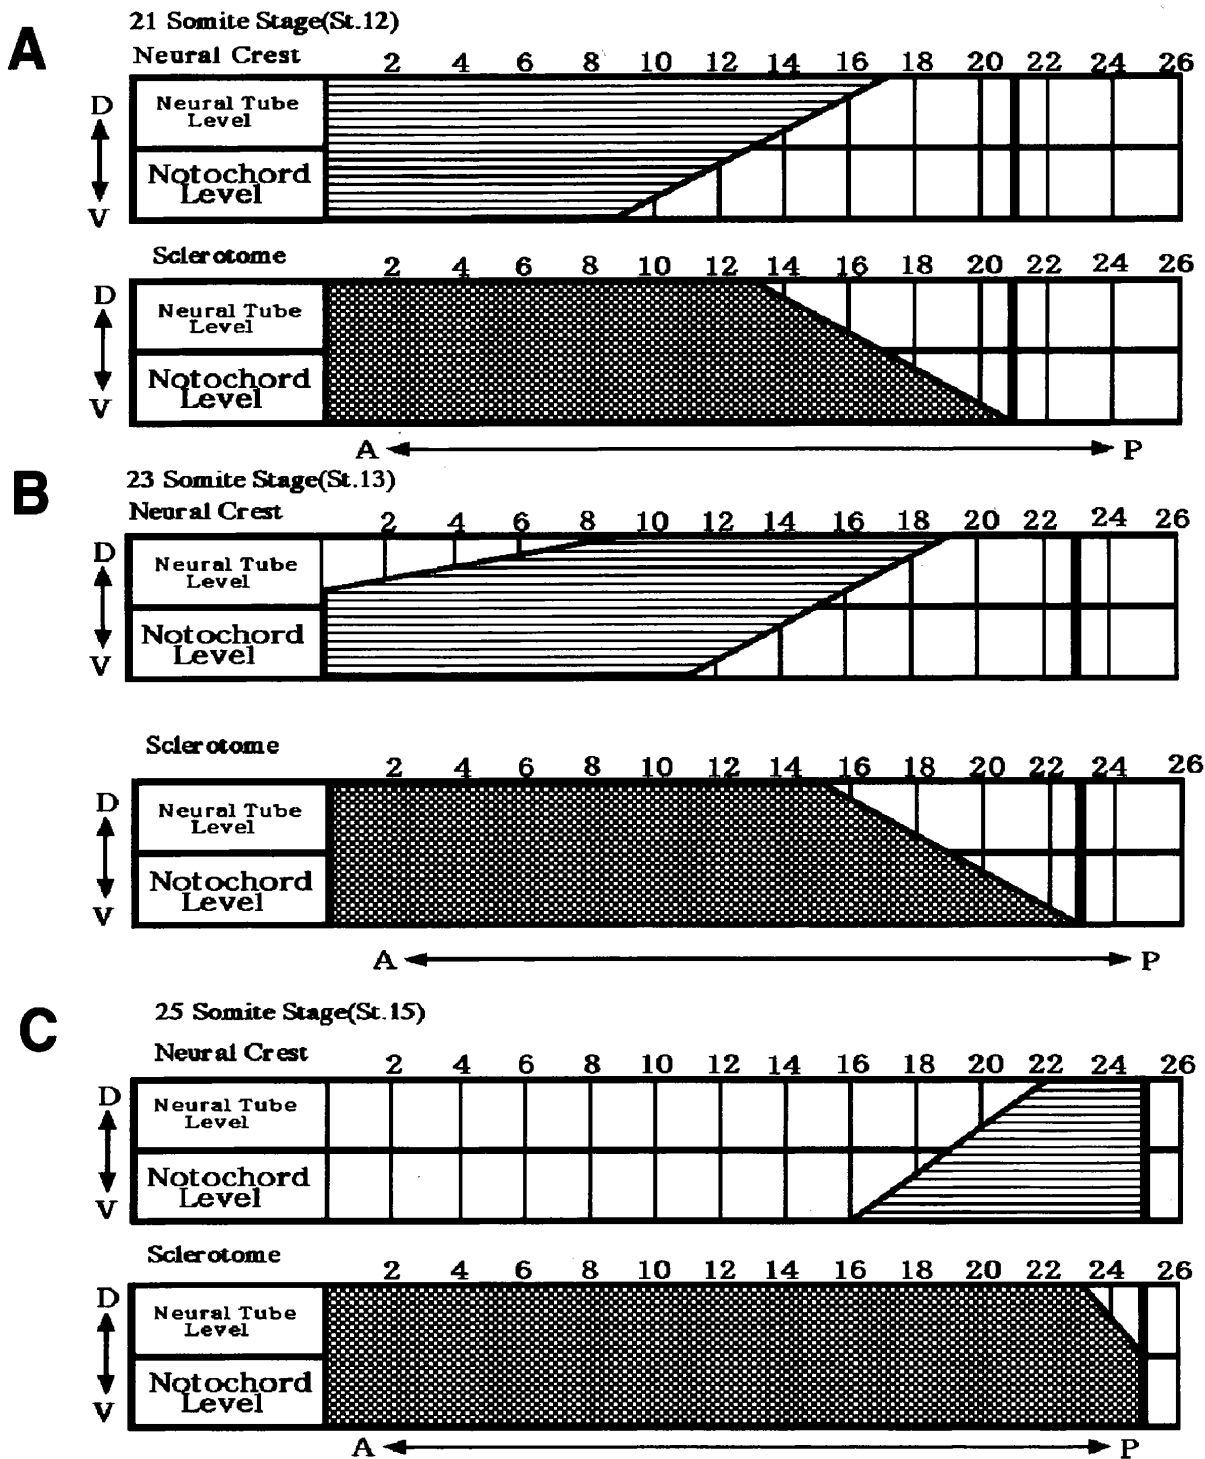 A
21 Somite Stage(St.12)
Neural Crest
2 4 6 8 10 12 14 16 18 20 22 24 26
D
Neural Tube
Level
Notochord
Level
V
Sclerotome
2 4 6 8 10 12 14 16 18 20 22 24 26
D
Neural Tube
Level
Notochord
Level
V
A P
B
23 Somite Stage(St.13)
Neural Crest
2 4 6 8 10 12 14 16 18 20 22 24 26
D
Neural Tube
Level
Notochord
Level
V
Sclerotome
2 4 6 8 10 12 14 16 18 20 22 24 26
D
Neural Tube
Level
Notochord
Level
V
A P
C
25 Somite Stage(St.15)
Neural Crest
2 4 6 8 10 12 14 16 18 20 22 24 26
D
Neural Tube
Level
Notochord
Level
V
Sclerotome
2 4 6 8 10 12 14 16 18 20 22 24 26
D
Neural Tube
Level
Notochord
Level
V
A P